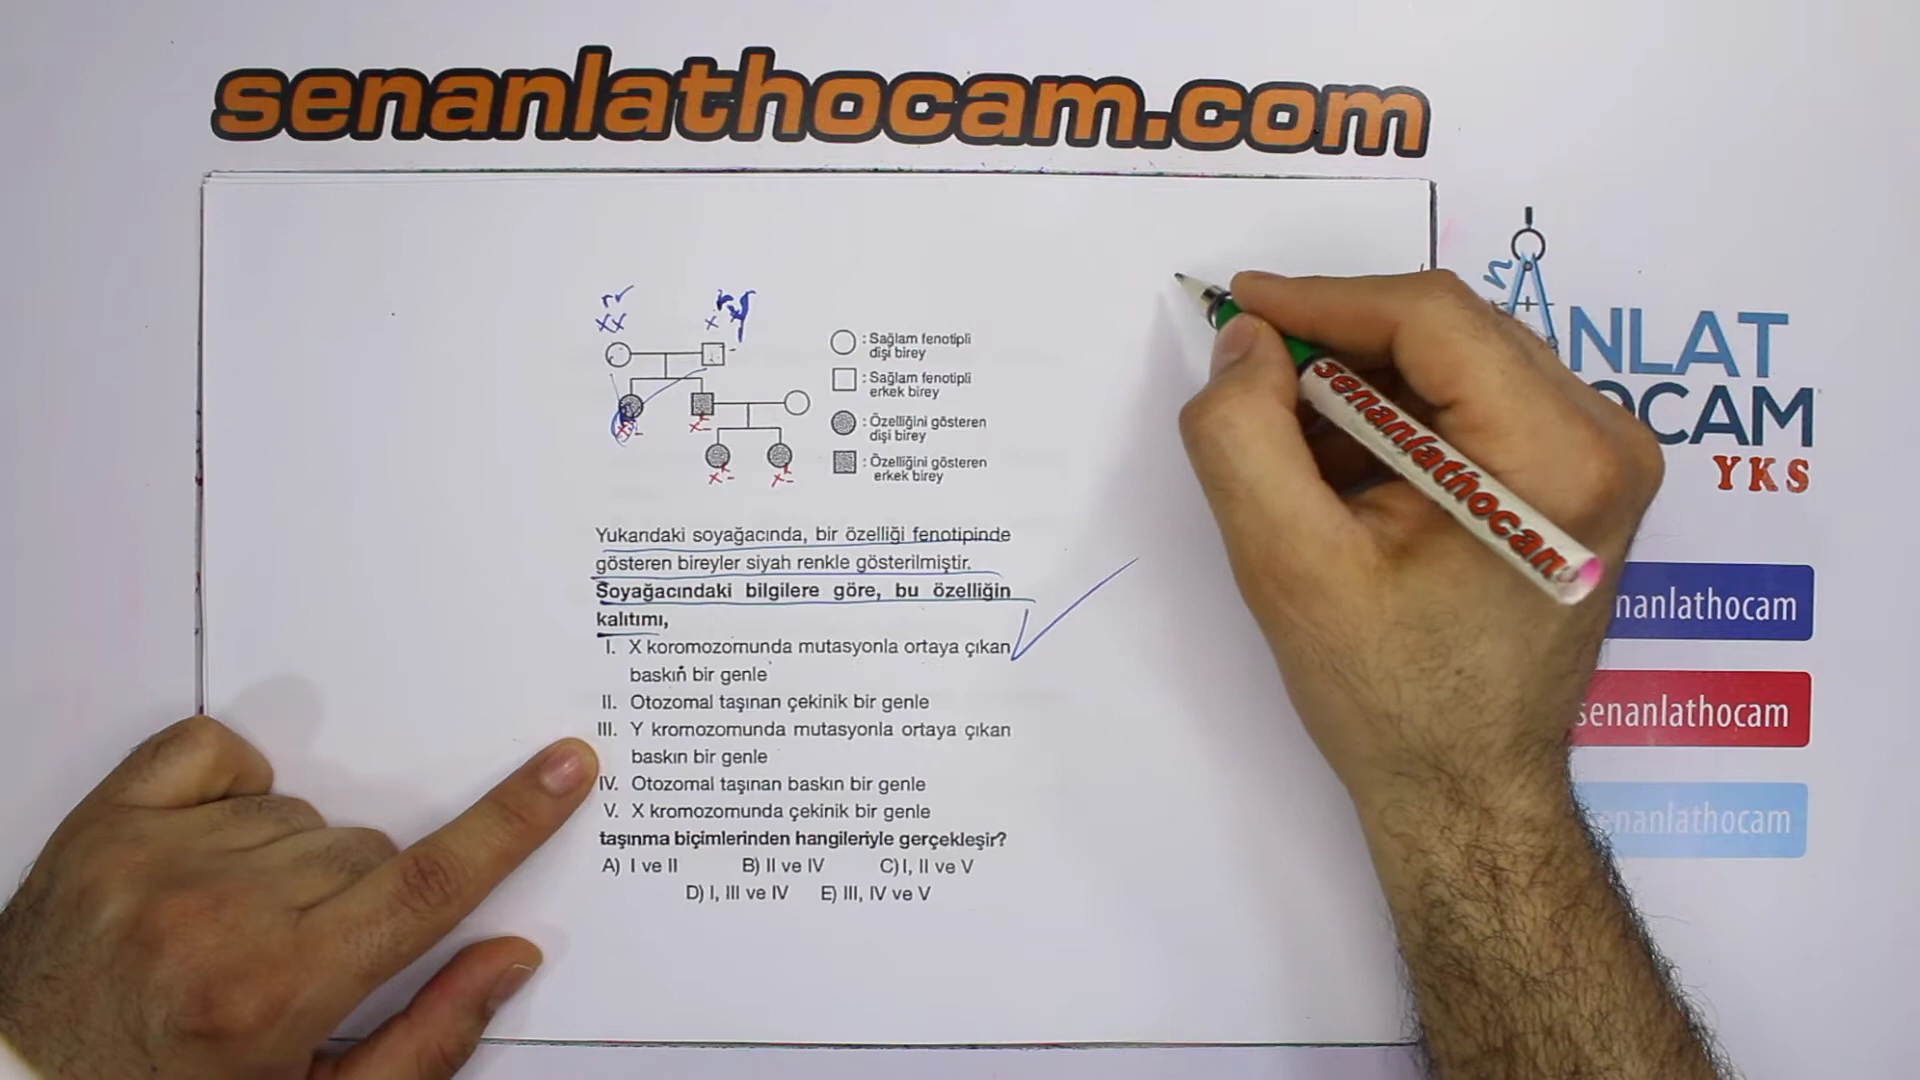 senanlathocam.com
rr
XX
: Sağlam fenotipli
dişi birey
: Sağlam fenotipli
erkek birey
: Özelliğini gösteren
dişi birey
: Özelliğini gösteren
erkek birey
Yukarıdaki soyağacında, bir özelliği fenotipinde
gösteren bireyler siyah renkle gösterilmiştir.
Soyağacındaki bilgilere göre, bu özelliğin
kalıtımı,
I. X koromozomunda mutasyonla ortaya çıkan
baskın bir genle
II. Otozomal taşınan çekinik bir genle
III. Y kromozomunda mutasyonla ortaya çıkan
baskın bir genle
IV. Otozomal taşınan baskın bir genle
V. X kromozomunda çekinik bir genle
taşınma biçimlerinden hangileriyle gerçekleşir?
A) I ve II B) II ve IV C) I, II ve V
D) I, III ve IV E) III, IV ve V
senanlathocam
NLAT
OCAM
YKS
nanlathocam
senanlathocam
enanlathocam